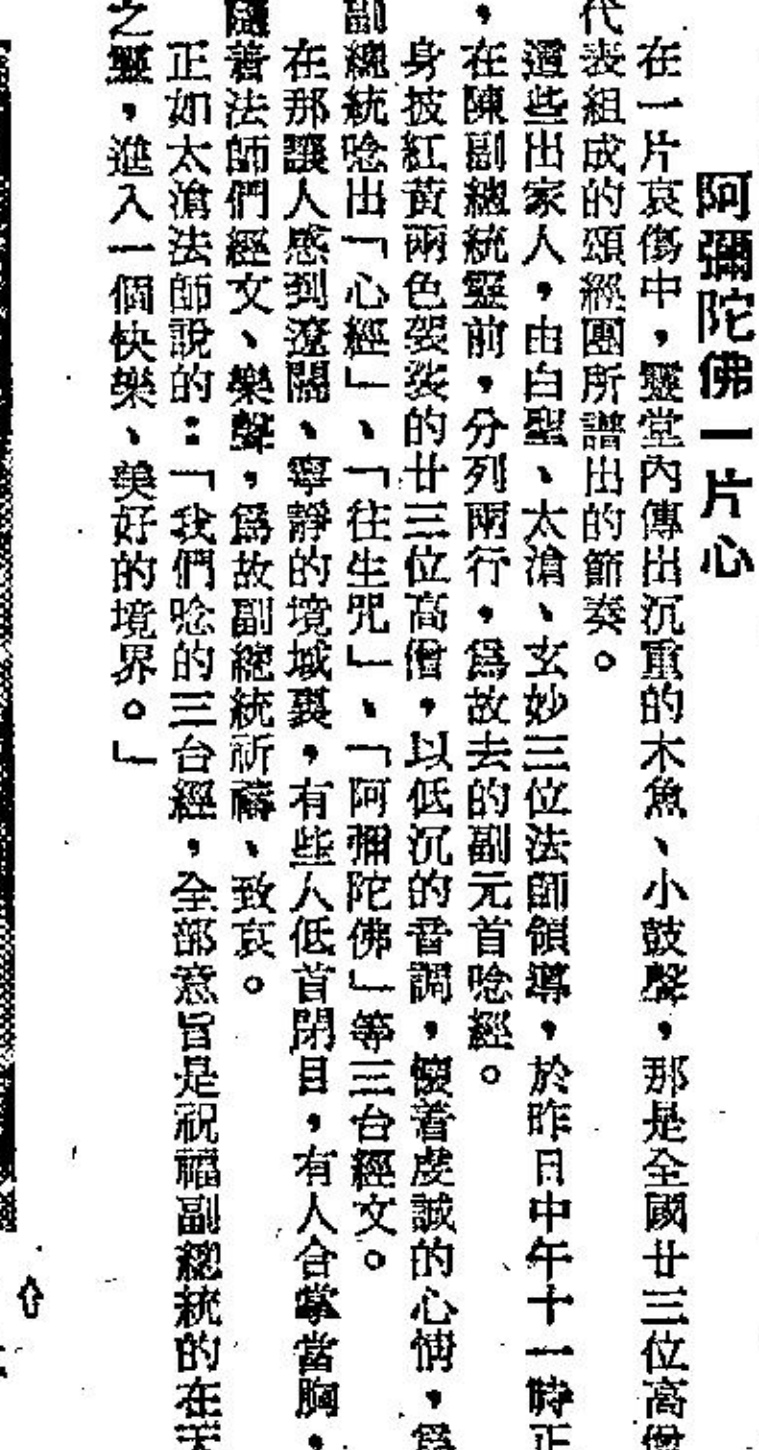 阿彌陀佛一片心
在一片哀傷中，靈堂內傳出沉重的木魚、小鼓聲，那是全國廿三位高僧
代表組成的頌經團所譜出的節奏。
這些出家人，由白聖、太滄、玄妙三位法師領導，於昨日中午十一時正
，在陳副總統靈前，分列兩行，爲故去的副元首唸經。
身披紅黃兩色袈裟的廿三位高僧，以低沉的音調，懷着虔誠的心情，爲
副總統唸出「心經」、「往生咒」、「阿彌陀佛」等三台經文。
在那讓人感到遼闊、寧靜的境域裏，有些人低首閉目，有人合掌當胸，
隨着法師們經文、樂聲，爲故副總統祈禱、致哀。
正如太滄法師說的：「我們唸的三台經，全部意旨是祝福副總統的在天
之靈，進入一個快樂、美好的境界。」